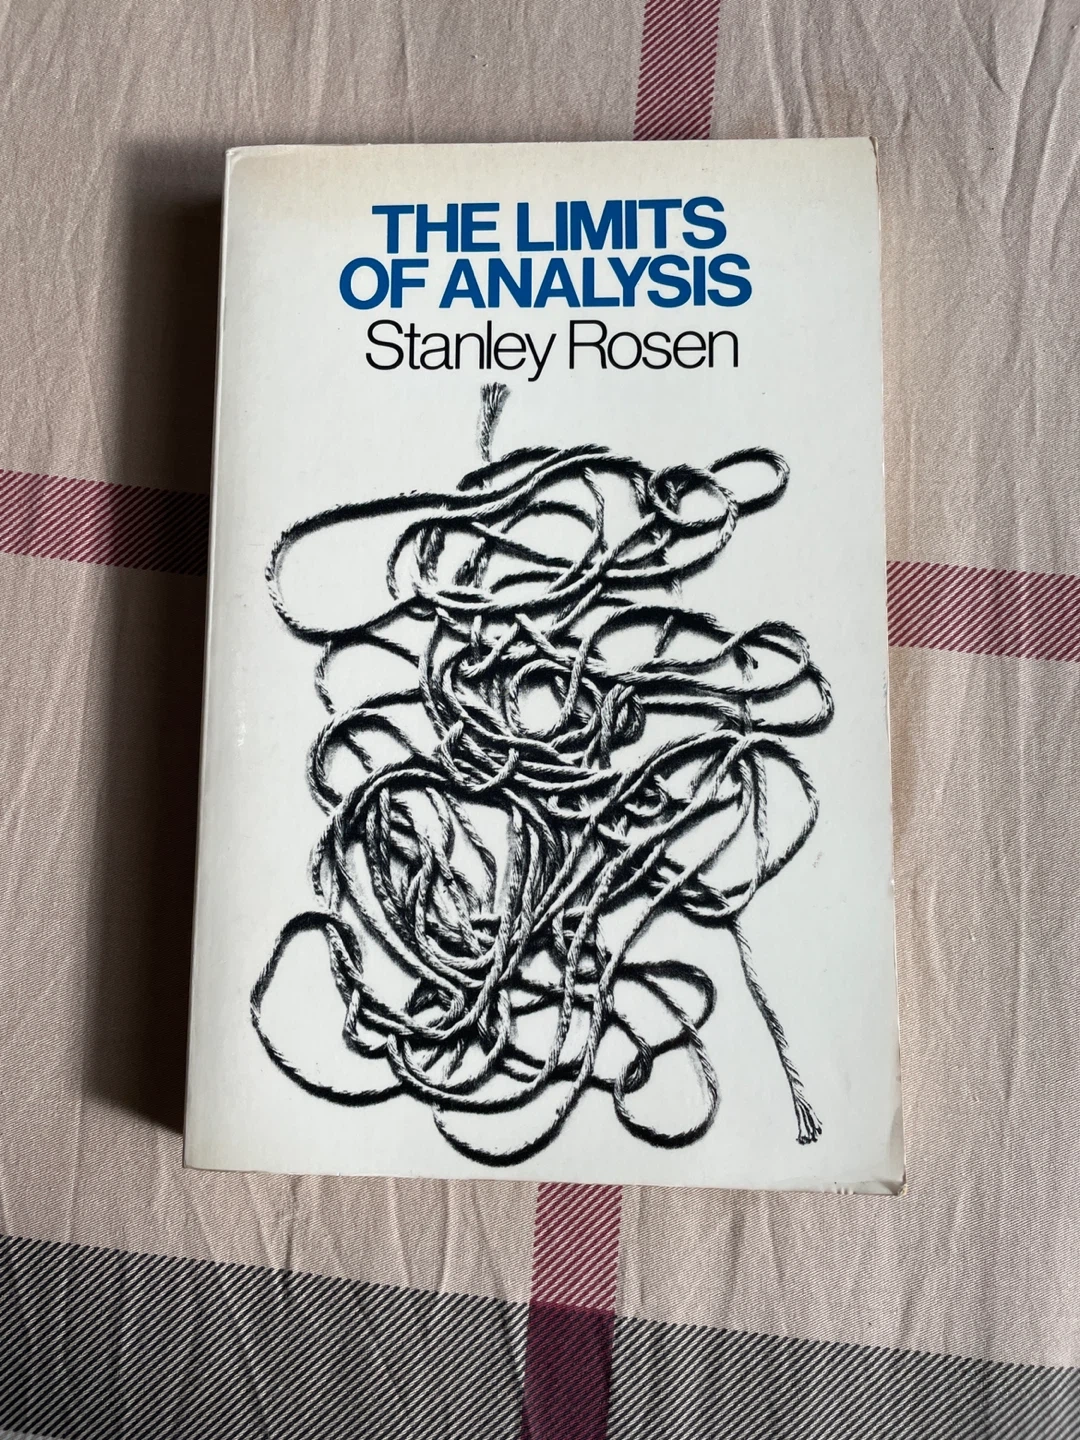 THE LIMITS
OF ANALYSIS
Stanley Rosen